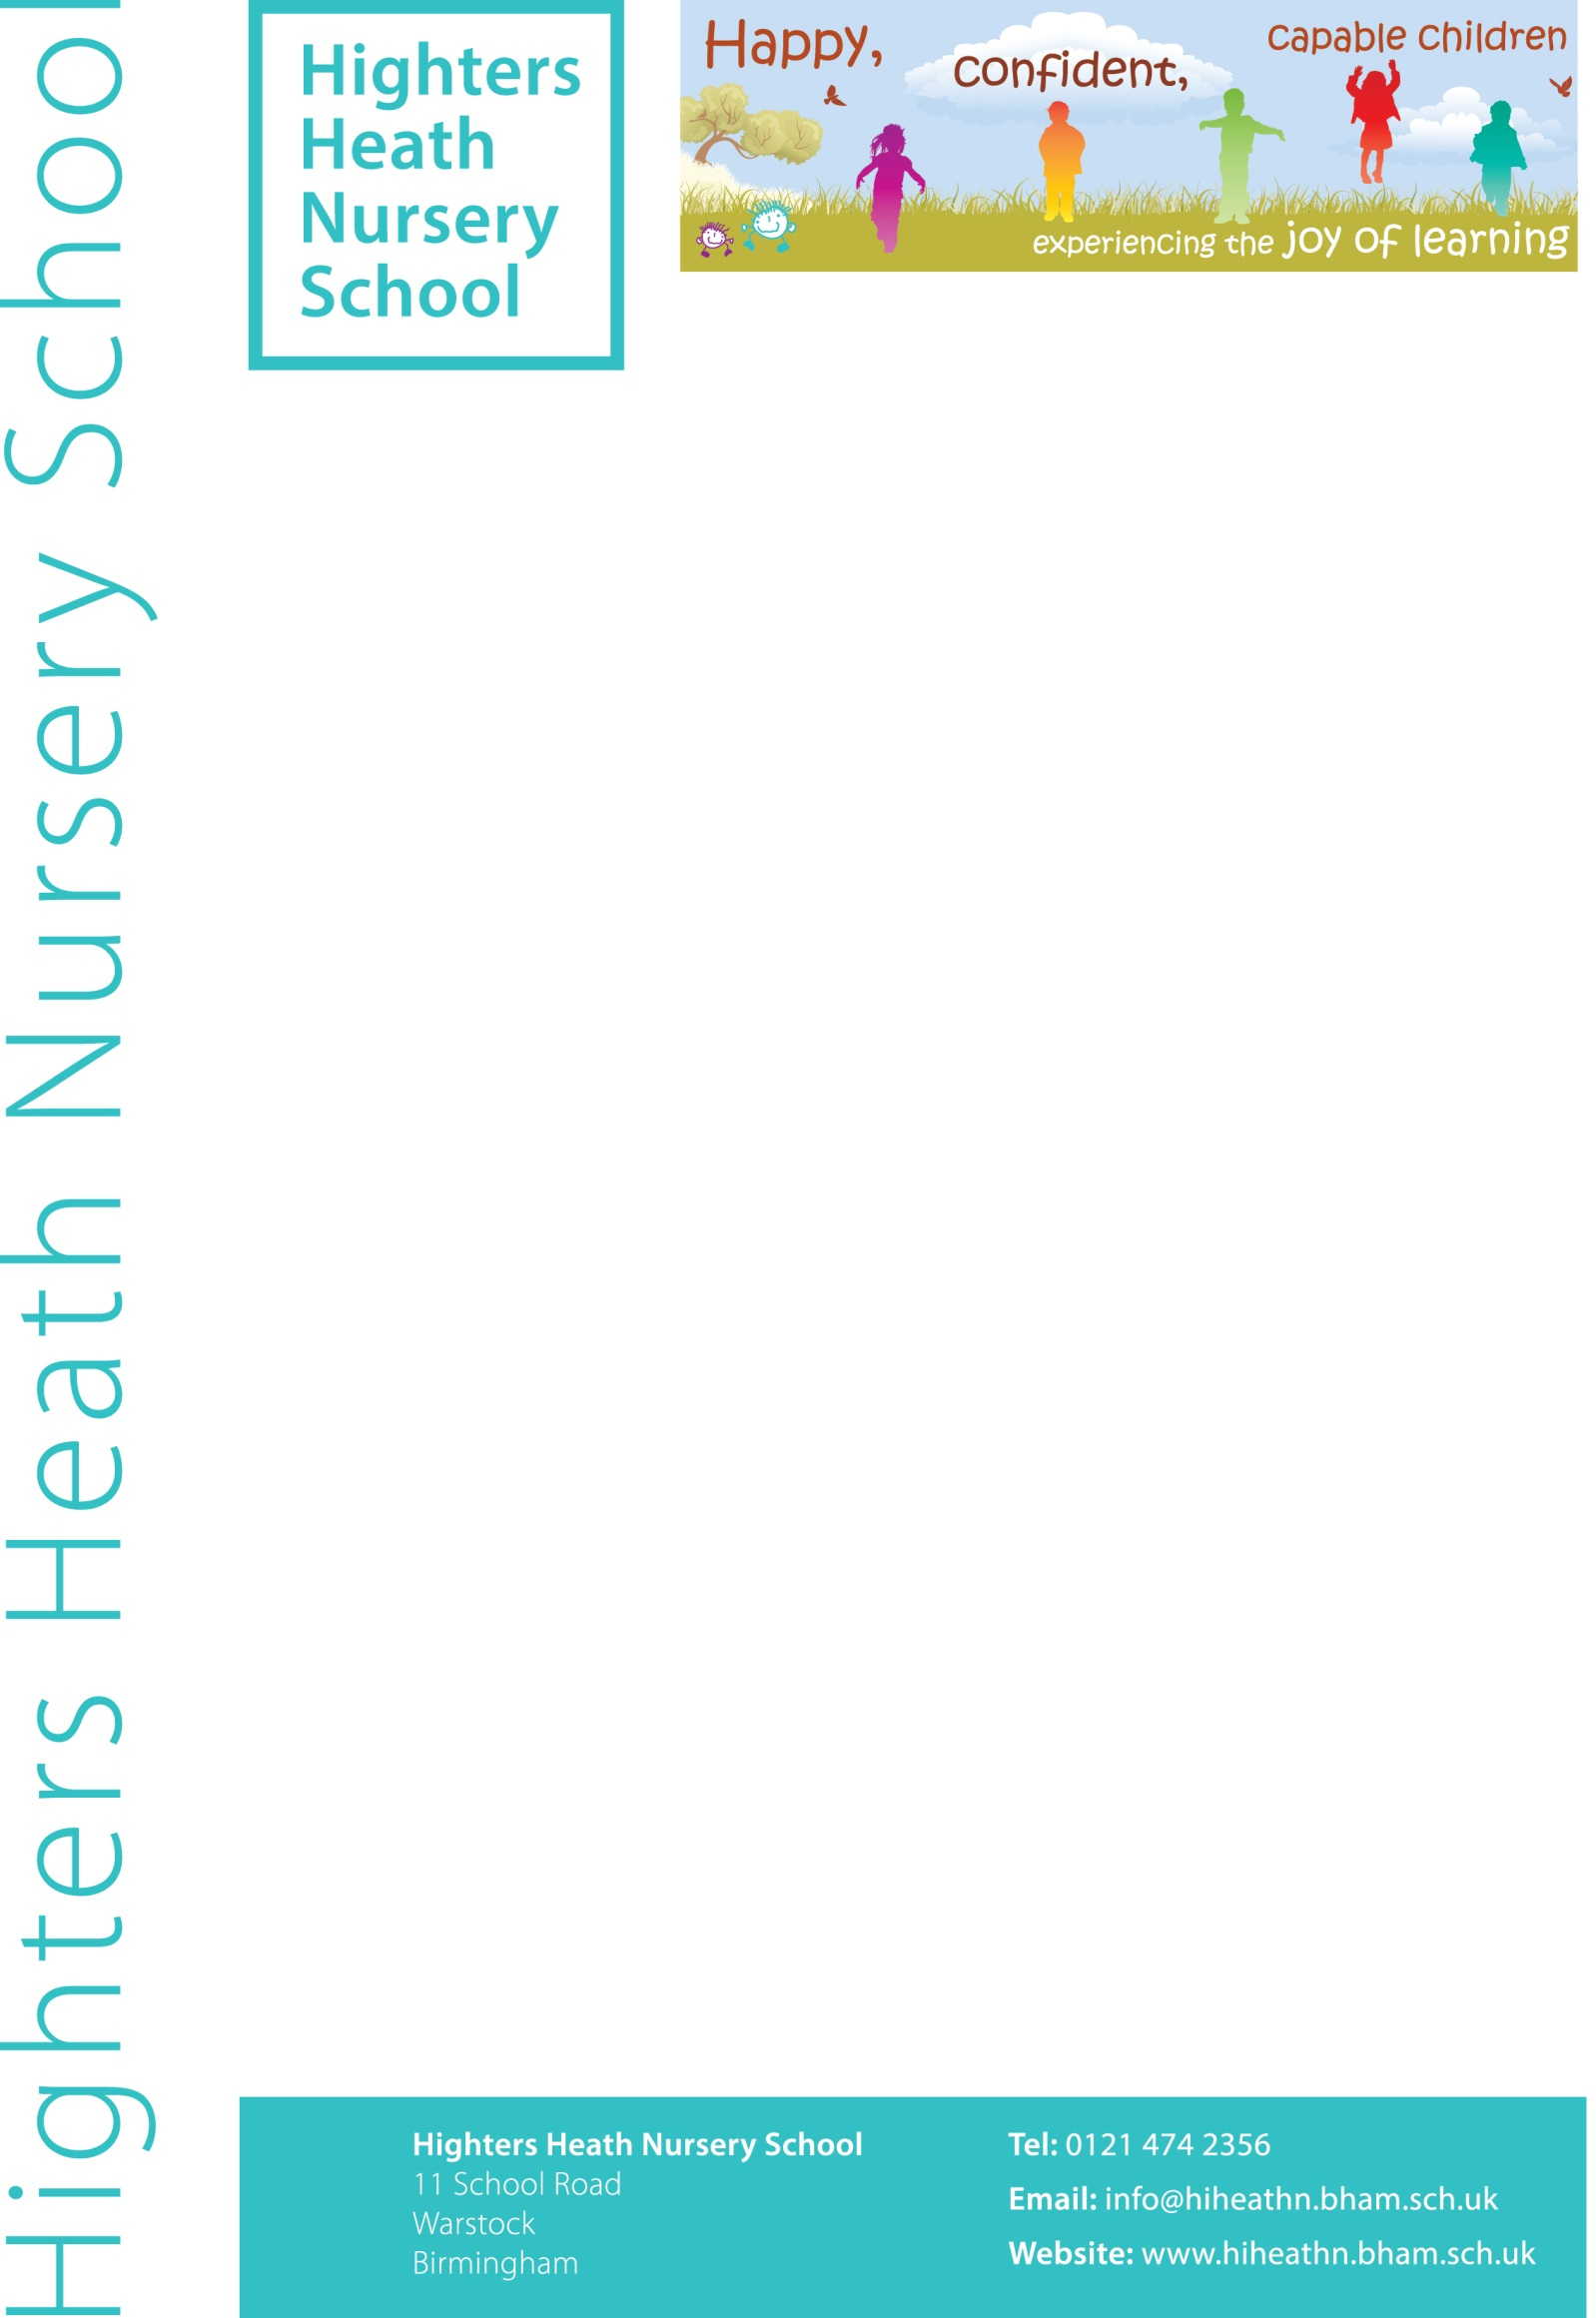 Highters Heath Nursery School
Highters
Heath
Nursery
School
Happy,
confident,
capable children
experiencing the joy of learning
Highters Heath Nursery School
11 School Road
Warstock
Birmingham
Tel: 0121 474 2356
Email: info@hiheathn.bham.sch.uk
Website: www.hiheathn.bham.sch.uk